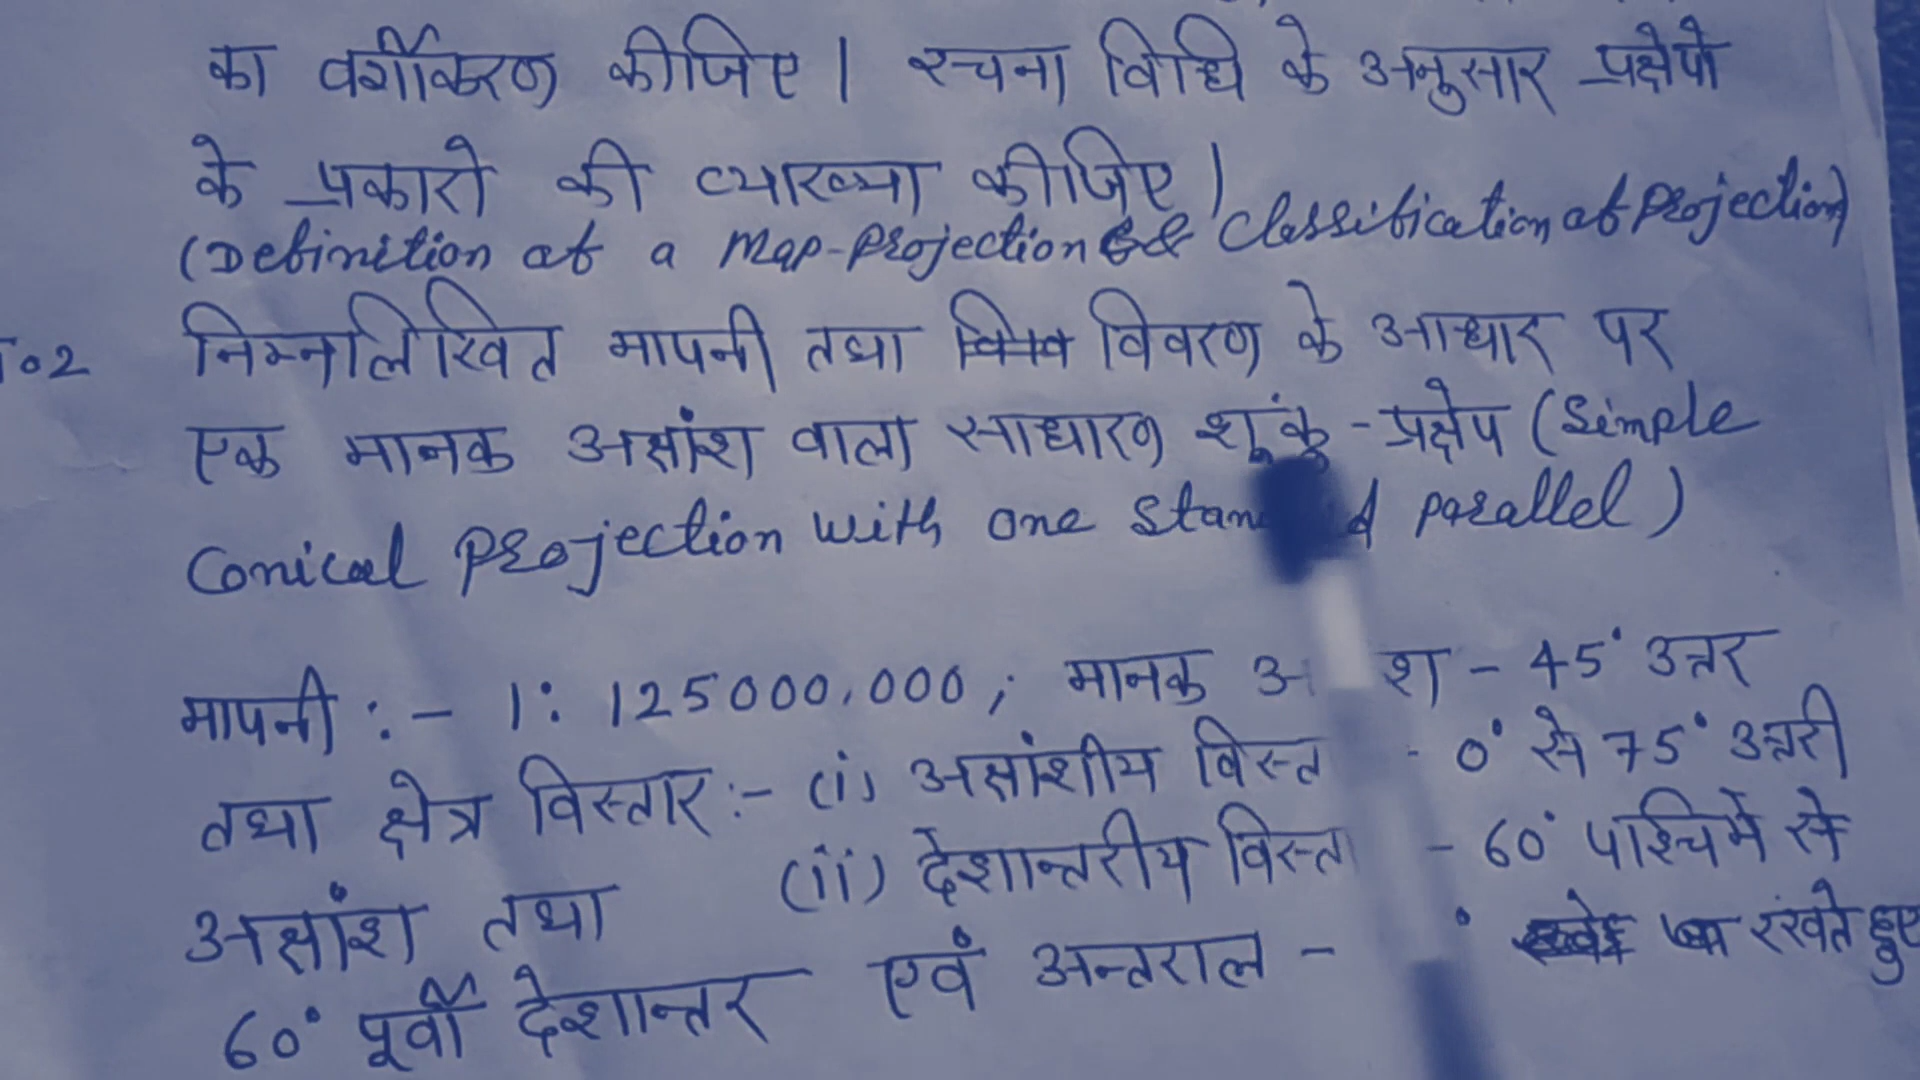 का वर्गीकरण कीजिए । रचना विधि के अनुसार प्रक्षेपो
के प्रकारो की व्याख्या कीजिए ।
(Definition of a Map-Projection & Classification of Projection)
02 निम्नलिखित मापनी तथा विवरण के आधार पर
एक मानक अक्षांश वाला साधारण शंकु - प्रक्षेप (Simple
Conical Projection with one Stan d parallel)
मापनी :- 1: 125000,000 ; मानक अ श - 45° उत्तर
तथा क्षेत्र विस्तार :- (i) अक्षांशीय विस्त - 0° से 75° उत्तरी
अक्षांश तथा (ii) देशान्तरीय विस्ता - 60° पश्चिमे से
60° पूर्वी देशान्तर एवं अन्तराल - ° रखते हुए